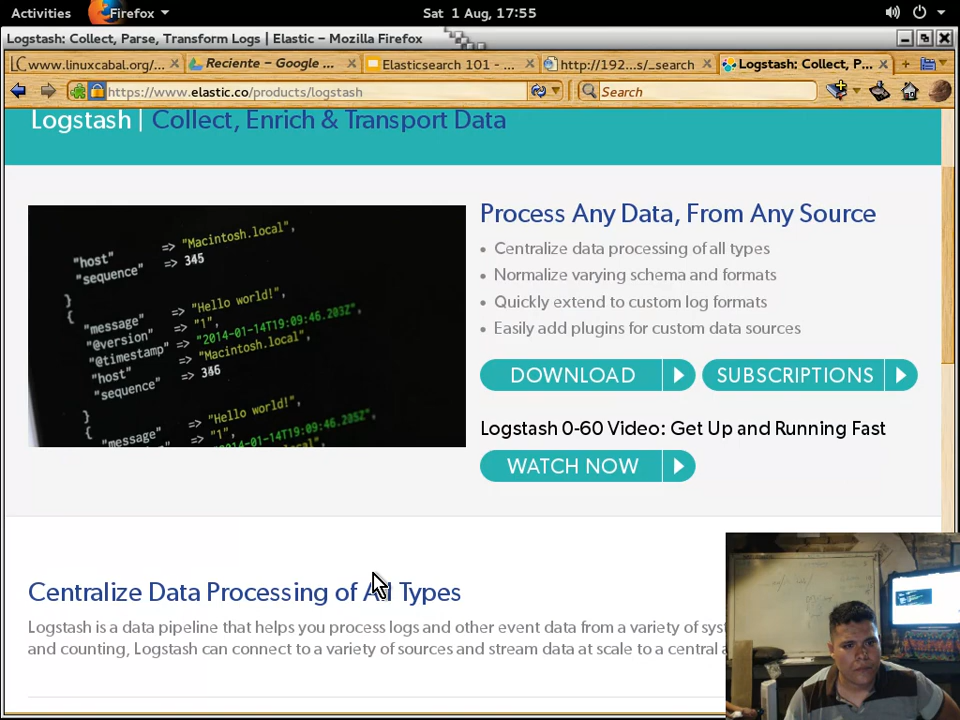 Activities Firefox Sat 1 Aug, 17:55
Logstash: Collect, Parse, Transform Logs | Elastic – Mozilla Firefox
www.linuxcabal.org/... Reciente – Google ... Elasticsearch 101 - ... http://192...s/_search Logstash: Collect, P...
https://www.elastic.co/products/logstash Search
Logstash | Collect, Enrich & Transport Data
Process Any Data, From Any Source
Centralize data processing of all types
Normalize varying schema and formats
Quickly extend to custom log formats
Easily add plugins for custom data sources
DOWNLOAD SUBSCRIPTIONS
Logstash 0-60 Video: Get Up and Running Fast
WATCH NOW
"host" => "Macintosh.local",
"sequence" => 345
}
{
"message" => "Hello world!",
"@version" => "1",
"@timestamp" => "2014-01-14T19:09:46.203Z",
"host" => "Macintosh.local",
"sequence" => 346
}
{
"message" => "Hello world!",
"1",
Centralize Data Processing of All Types
Logstash is a data pipeline that helps you process logs and other event data from a variety of
and counting, Logstash can connect to a variety of sources and stream data at scale to a central